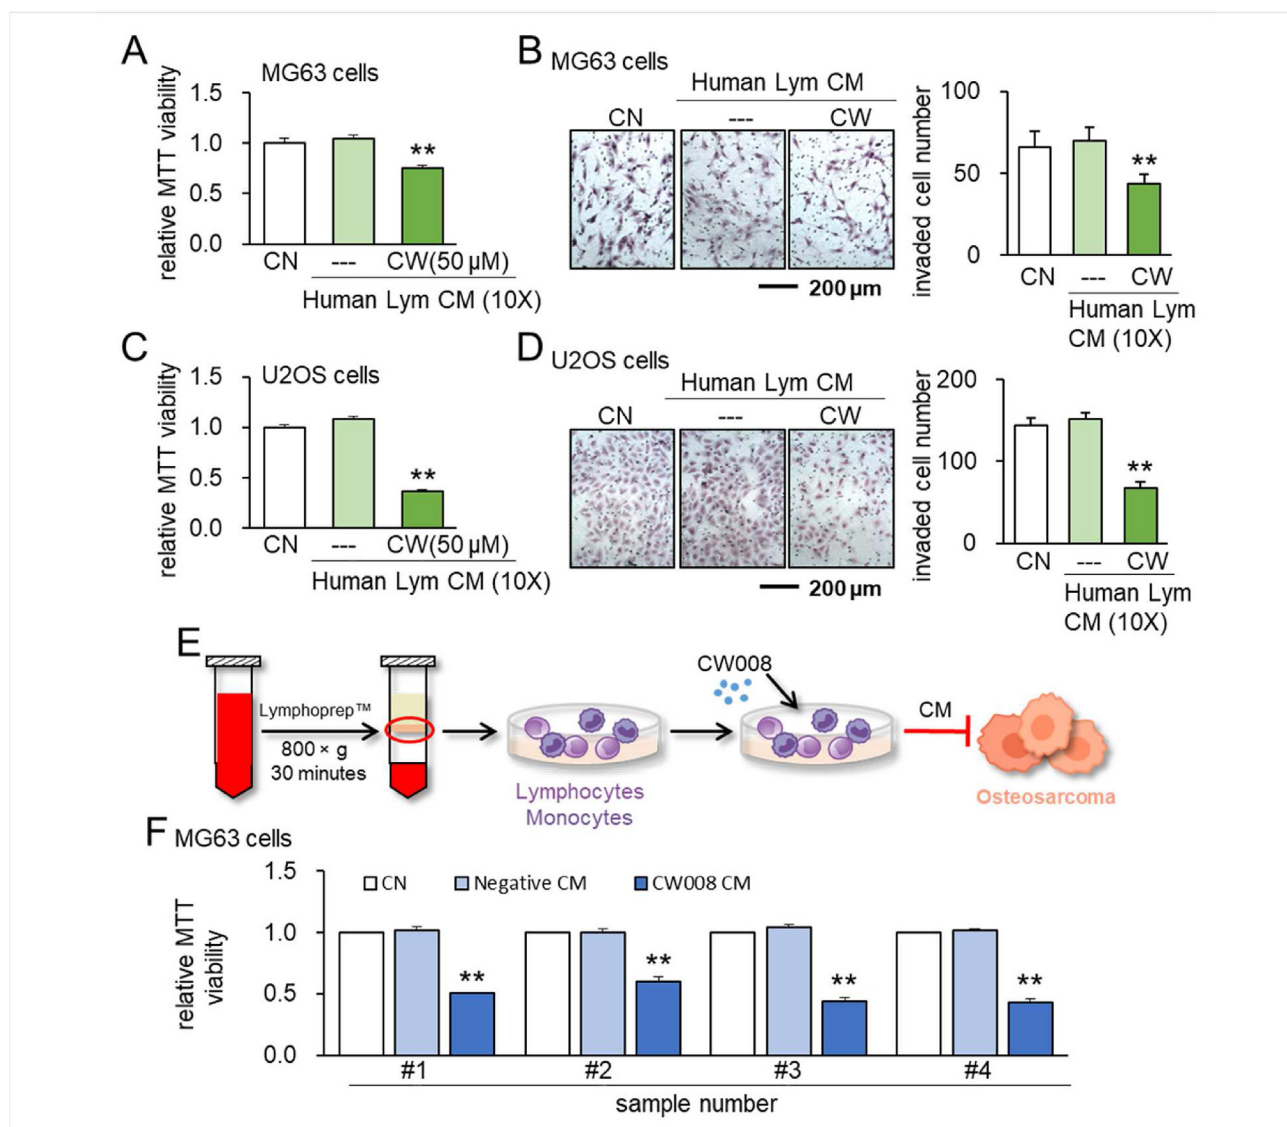 A
MG63 cells
relative MTT viability
1.5
1.0
0.5
0.0
**
CN
---
CW(50 µM)
Human Lym CM (10X)
B
MG63 cells
Human Lym CM
CN
---
CW
200 µm
invaded cell number
100
50
0
**
CN
---
CW
Human Lym
CM (10X)
C
U2OS cells
relative MTT viability
1.5
1.0
0.5
0.0
**
CN
---
CW(50 µM)
Human Lym CM (10X)
D
U2OS cells
Human Lym CM
CN
---
CW
200 µm
invaded cell number
200
100
0
**
CN
---
CW
Human Lym
CM (10X)
E
Lymphoprep™
800 × g
30 minutes
Lymphocytes
Monocytes
CW008
CM
Osteosarcoma
F
MG63 cells
relative MTT
viability
1.5
1.0
0.5
0.0
CN
Negative CM
CW008 CM
**
**
**
**
#1
#2
#3
#4
sample number